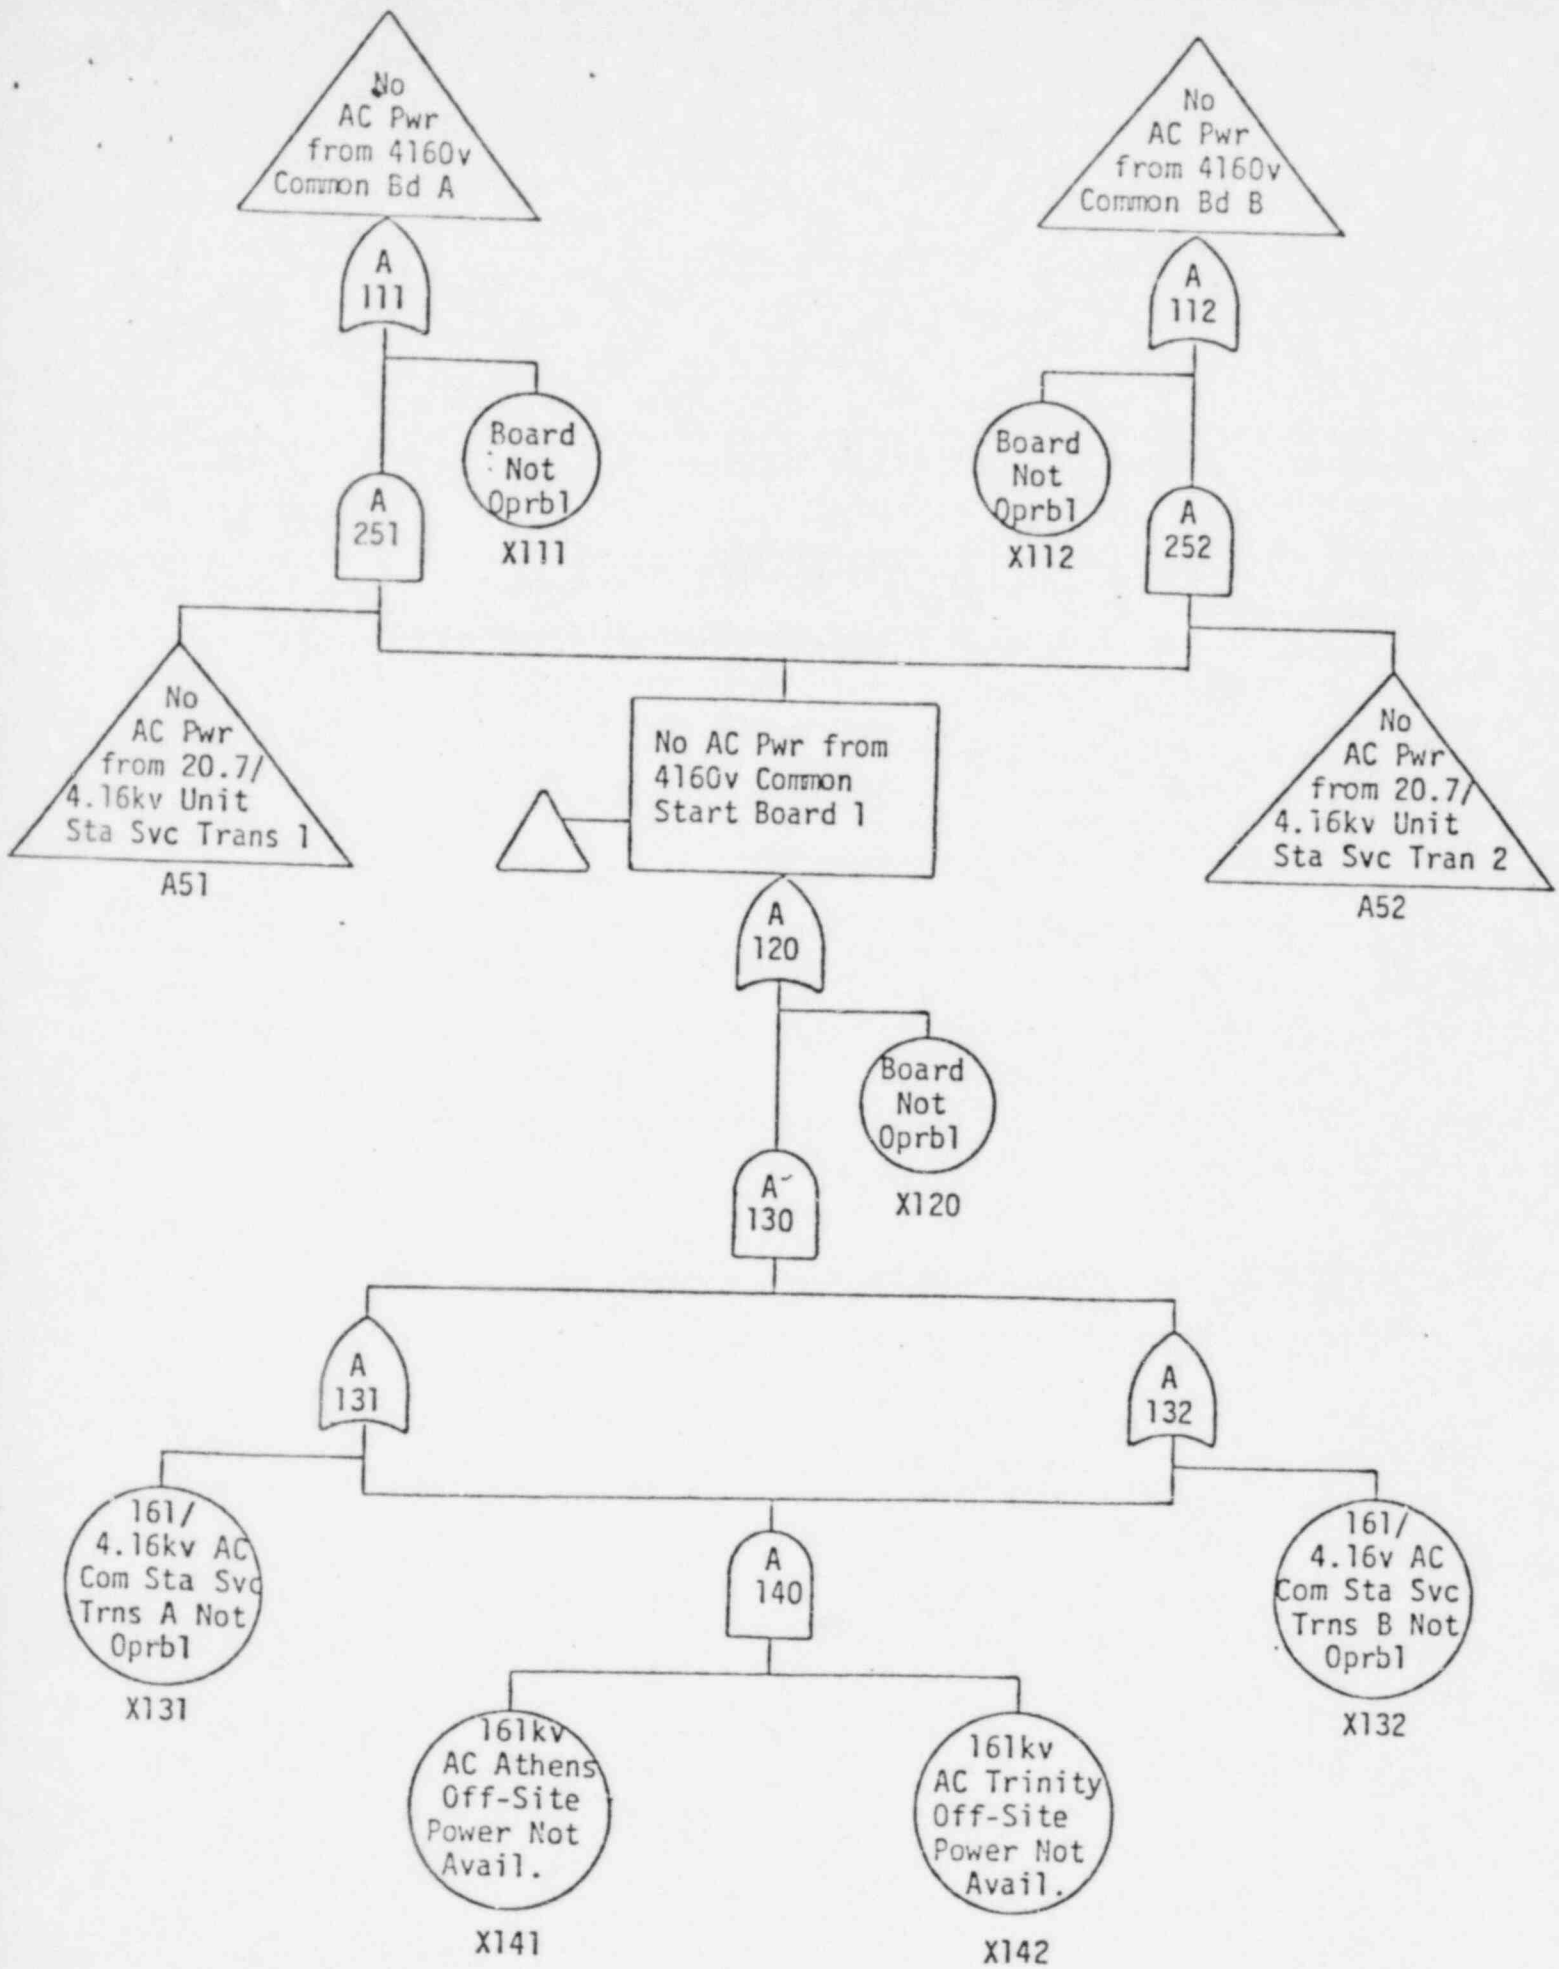 No
AC Pwr
from 4160v
Common Bd A
No
AC Pwr
from 4160v
Common Bd B
A
111
A
112
Board
Not
Oprbl
X111
Board
Not
Oprbl
X112
A
251
A
252
No
AC Pwr
from 20.7/
4.16kv Unit
Sta Svc Trans 1
A51
No AC Pwr from
4160v Common
Start Board 1
No
AC Pwr
from 20.7/
4.16kv Unit
Sta Svc Tran 2
A52
A
120
Board
Not
Oprbl
X120
A
130
A
131
A
132
161/
4.16kv AC
Com Sta Svc
Trns A Not
Oprbl
X131
A
140
161/
4.16v AC
Com Sta Svc
Trns B Not
Oprbl
X132
161kv
AC Athens
Off-Site
Power Not
Avail.
X141
161kv
AC Trinity
Off-Site
Power Not
Avail.
X142